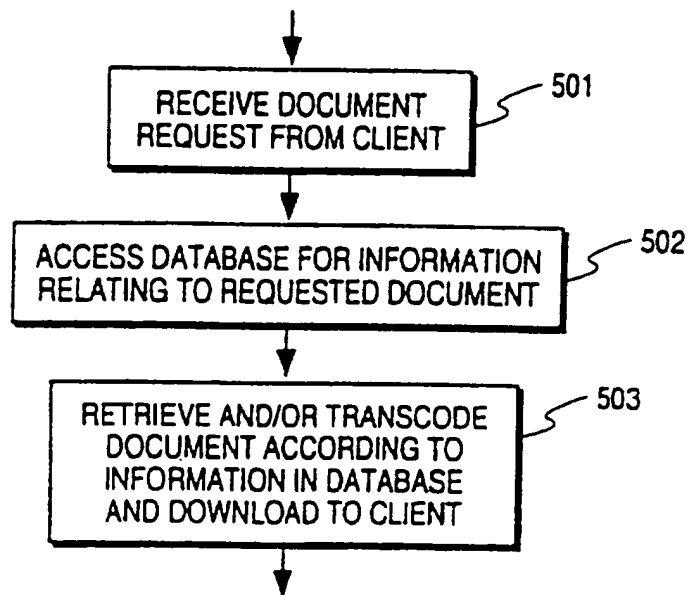 RECEIVE DOCUMENT
REQUEST FROM CLIENT
501
ACCESS DATABASE FOR INFORMATION
RELATING TO REQUESTED DOCUMENT
502
RETRIEVE AND/OR TRANSCODE
DOCUMENT ACCORDING TO
INFORMATION IN DATABASE
AND DOWNLOAD TO CLIENT
503